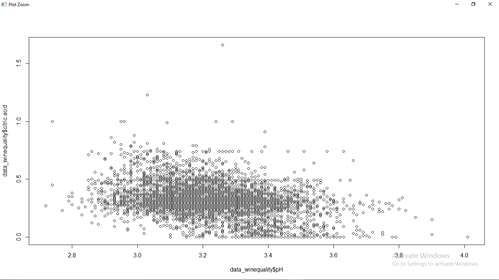 Plot Zoom
data_winequality$citric.acid
1.5
1.0
0.5
0.0
2.8
3.0
3.2
3.4
3.6
3.8
4.0
data_winequality$pH
Activate Windows
Go to Settings to activate Windows.